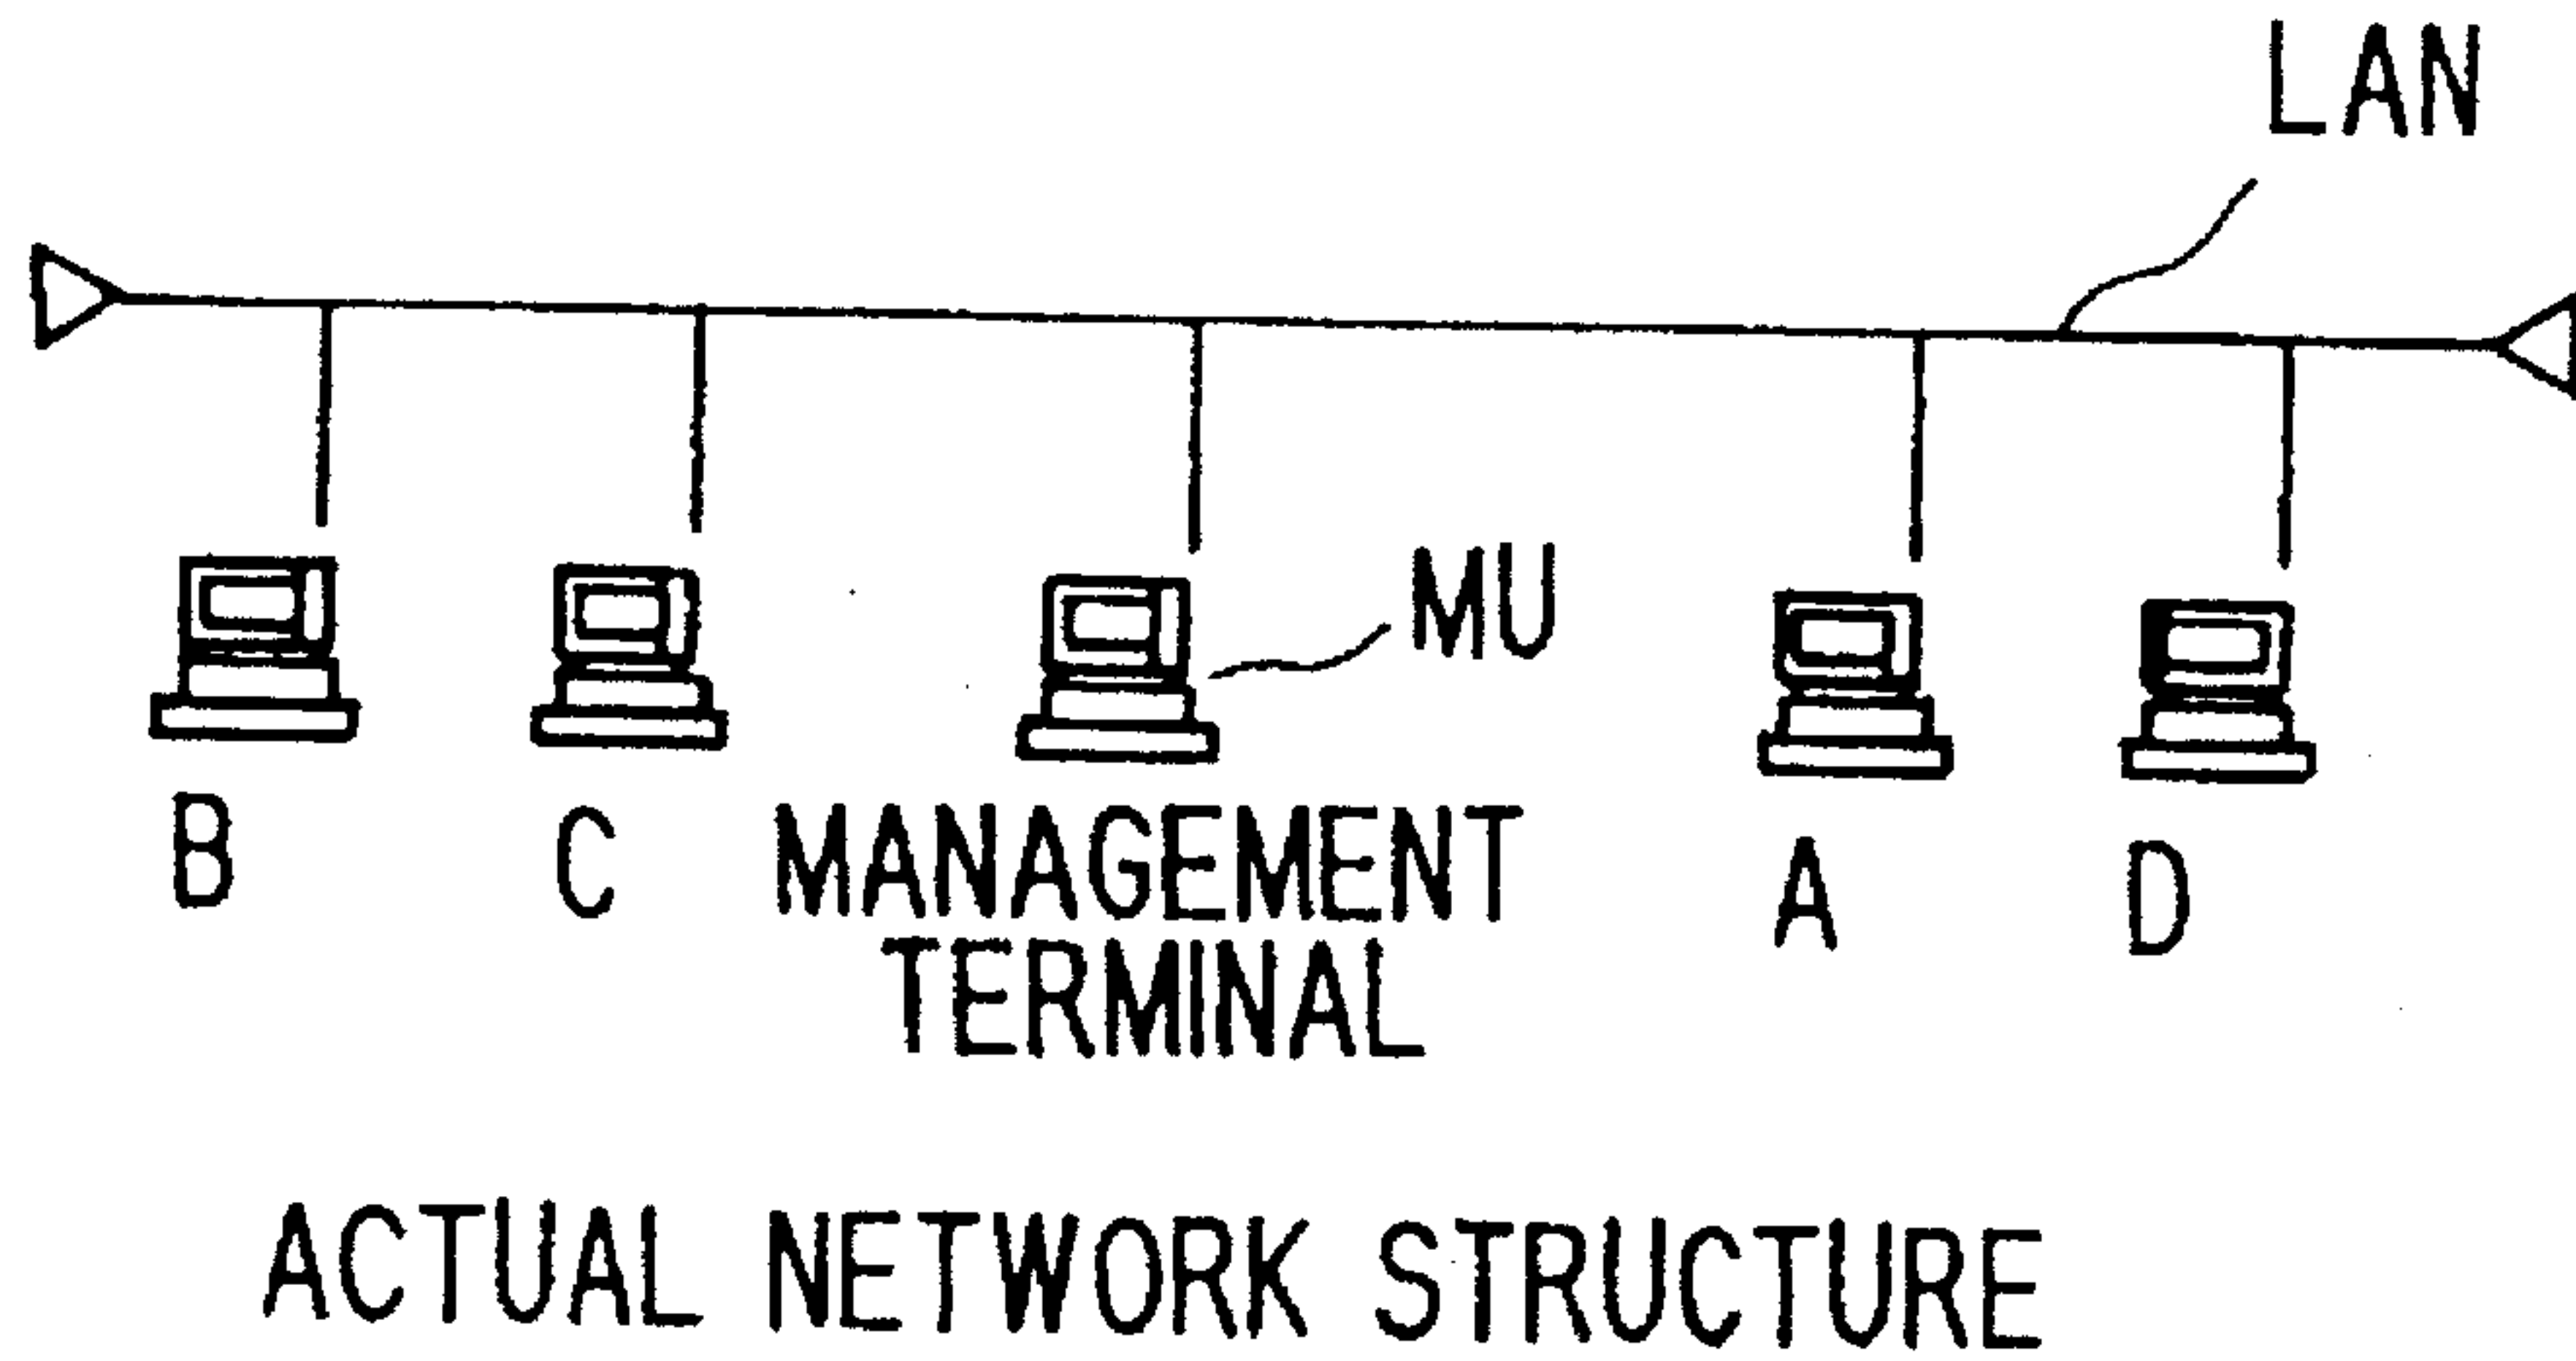 LAN
MU
B
C
MANAGEMENT
TERMINAL
A
D
ACTUAL NETWORK STRUCTURE